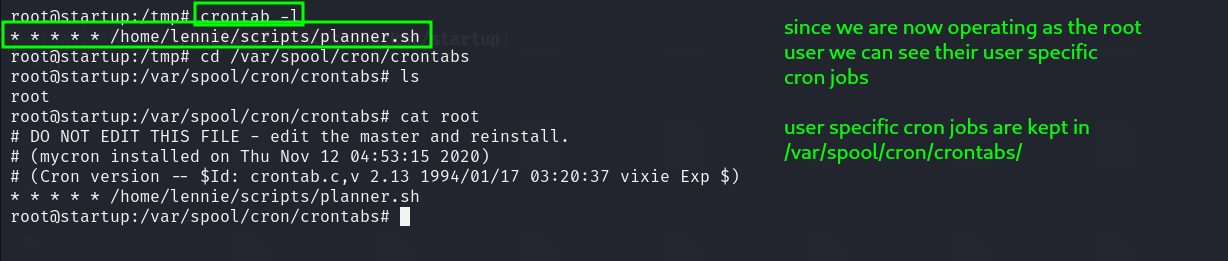 root@startup:/tmp# crontab -l
* * * * * /home/lennie/scripts/planner.sh
root@startup:/tmp# cd /var/spool/cron/crontabs
root@startup:/var/spool/cron/crontabs# ls
root
root@startup:/var/spool/cron/crontabs# cat root
# DO NOT EDIT THIS FILE - edit the master and reinstall.
# (mycron installed on Thu Nov 12 04:53:15 2020)
# (Cron version -- $Id: crontab.c,v 2.13 1994/01/17 03:20:37 vixie Exp $)
* * * * * /home/lennie/scripts/planner.sh
root@startup:/var/spool/cron/crontabs#
since we are now operating as the root
user we can see their user specific
cron jobs
user specific cron jobs are kept in
/var/spool/cron/crontabs/